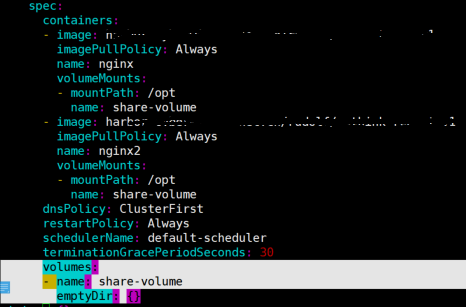 spec:
containers:
- image:
imagePullPolicy: Always
name: nginx
volumeMounts:
- mountPath: /opt
name: share-volume
- image: harbor
imagePullPolicy: Always
name: nginx2
volumeMounts:
- mountPath: /opt
name: share-volume
dnsPolicy: ClusterFirst
restartPolicy: Always
schedulerName: default-scheduler
terminationGracePeriodSeconds: 30
volumes:
- name: share-volume
emptyDir: {}